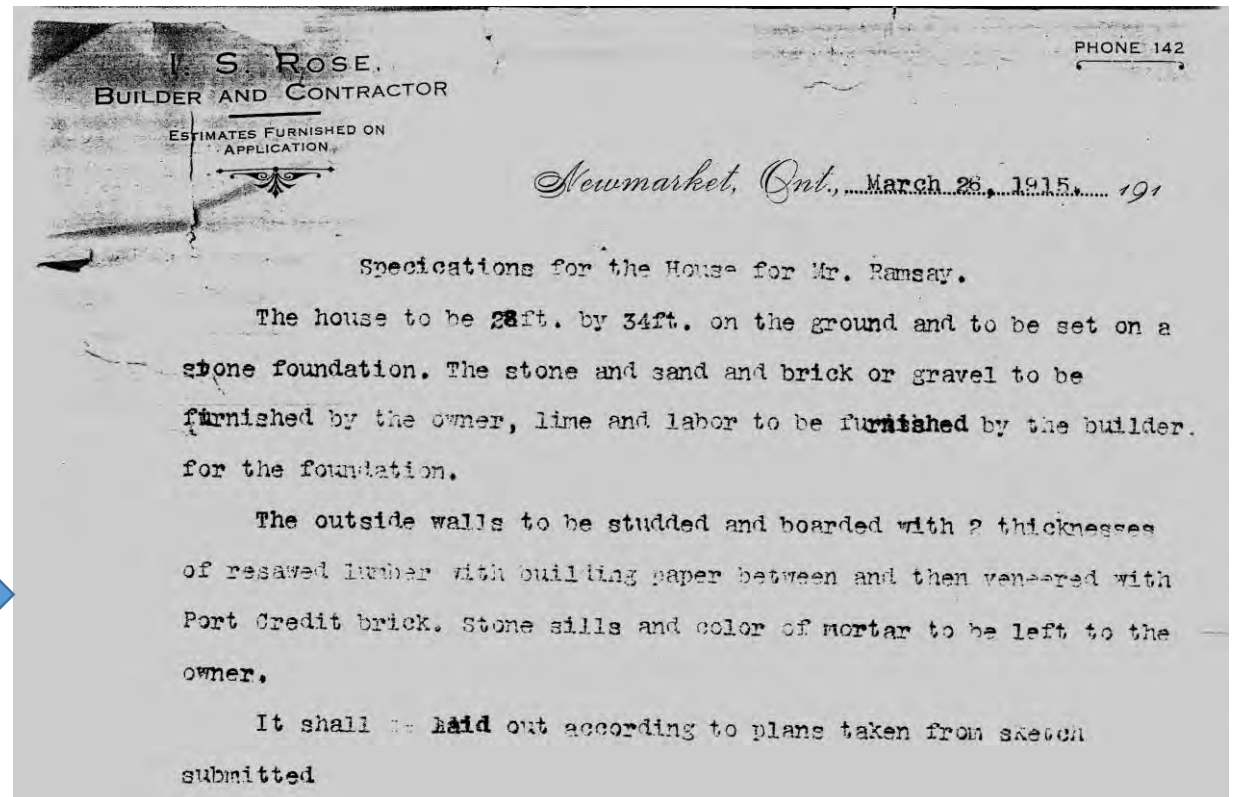 I. S. ROSE,
BUILDER AND CONTRACTOR
ESTIMATES FURNISHED ON
APPLICATION.
PHONE 142
Newmarket, Ont., March 26, 1915. 191
Specications for the House for Mr. Ramsay.
The house to be 28ft. by 34ft. on the ground and to be set on a
stone foundation. The stone and sand and brick or gravel to be
furnished by the owner, lime and labor to be furnished by the builder.
for the foundation.
The outside walls to be studded and boarded with 2 thicknesses
of resawed lumber with building paper between and then veneered with
Port Credit brick. Stone sills and color of mortar to be left to the
owner.
It shall be laid out according to plans taken from sketch
submitted